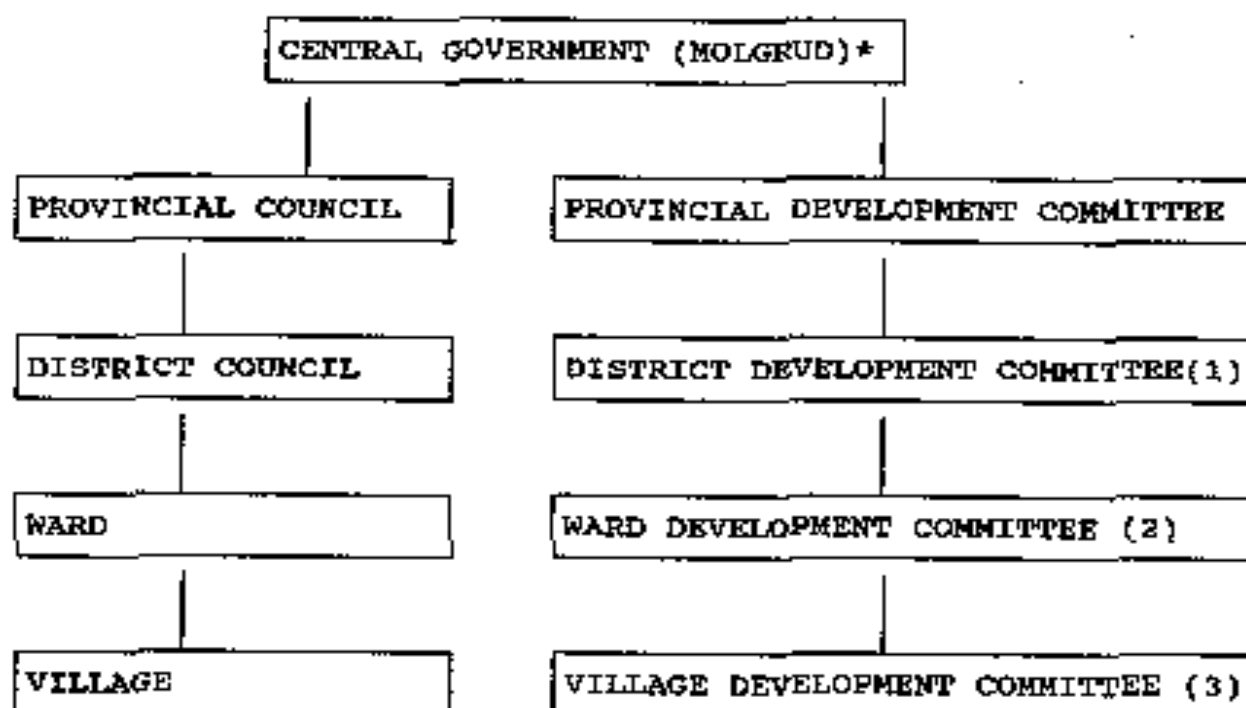 CENTRAL GOVERNMENT (MOLGRUD)*
PROVINCIAL COUNCIL
PROVINCIAL DEVELOPMENT COMMITTEE
DISTRICT COUNCIL
DISTRICT DEVELOPMENT COMMITTEE(1)
WARD
WARD DEVELOPMENT COMMITTEE (2)
VILLAGE
VILLAGE DEVELOPMENT COMMITTEE (3)